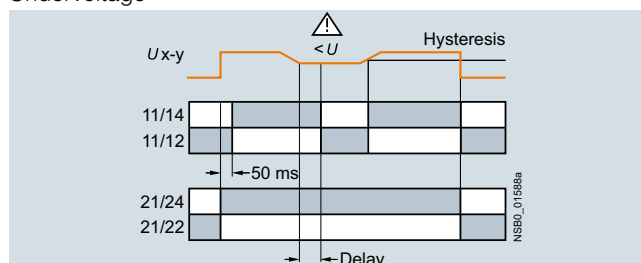 Undervoltage
U x-y
< U
Hysteresis
11/14
11/12
50 ms
21/24
21/22
Delay
NSB0_01588a